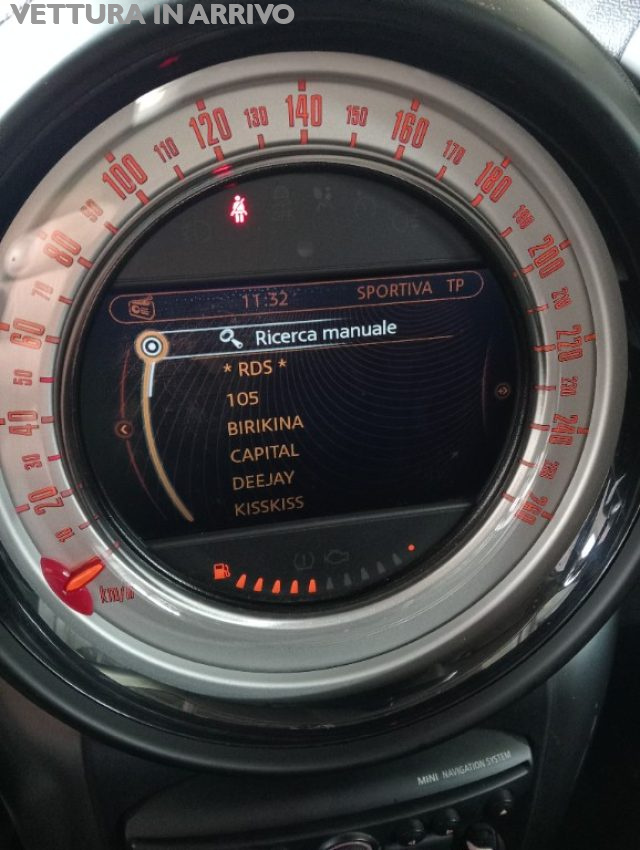 VETTURA IN ARRIVO
10
20
30
40
50
60
70
80
90
100
110
120
130
140
150
160
170
180
190
200
210
220
230
240
250
260
km/h
11:32 SPORTIVA TP
Ricerca manuale
* RDS *
105
BIRIKINA
CAPITAL
DEEJAY
KISSKISS
MINI NAVIGATION SYSTEM